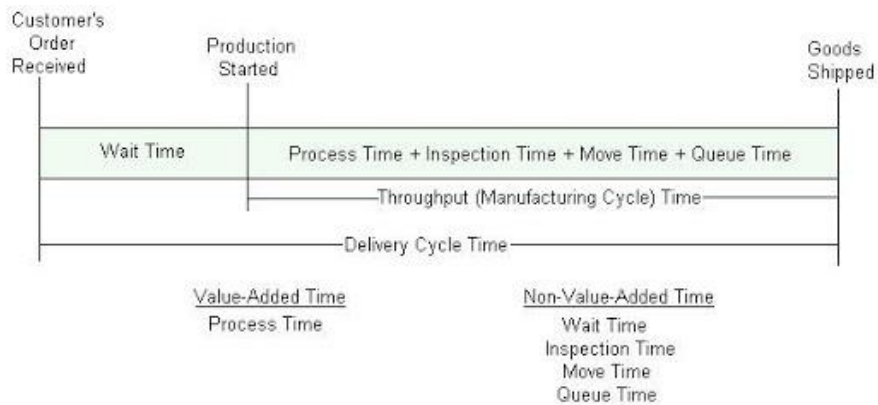 Customer's
Order
Received
Production
Started
Goods
Shipped
Wait Time
Process Time + Inspection Time + Move Time + Queue Time
Throughput (Manufacturing Cycle) Time
Delivery Cycle Time
Value-Added Time
Process Time
Non-Value-Added Time
Wait Time
Inspection Time
Move Time
Queue Time